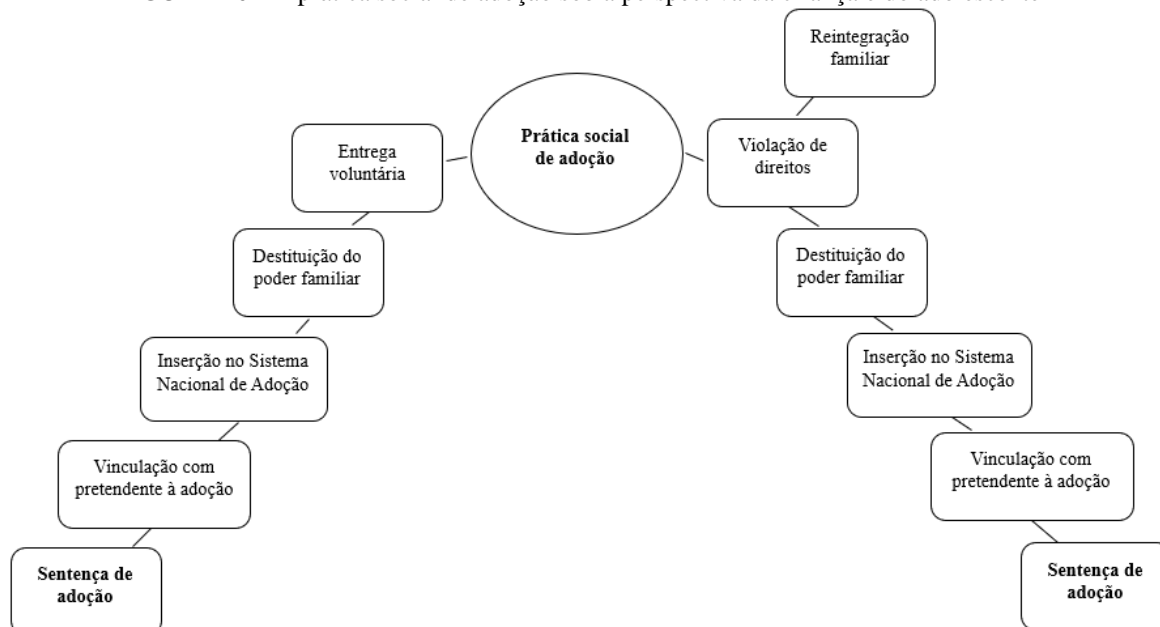 Reintegração
familiar
Prática social
de adoção
Entrega
voluntária
Violação de
direitos
Destituição do
poder familiar
Destituição do
poder familiar
Inserção no Sistema
Nacional de Adoção
Inserção no Sistema
Nacional de Adoção
Vinculação com
pretendente à adoção
Vinculação com
pretendente à adoção
Sentença de
adoção
Sentença de
adoção